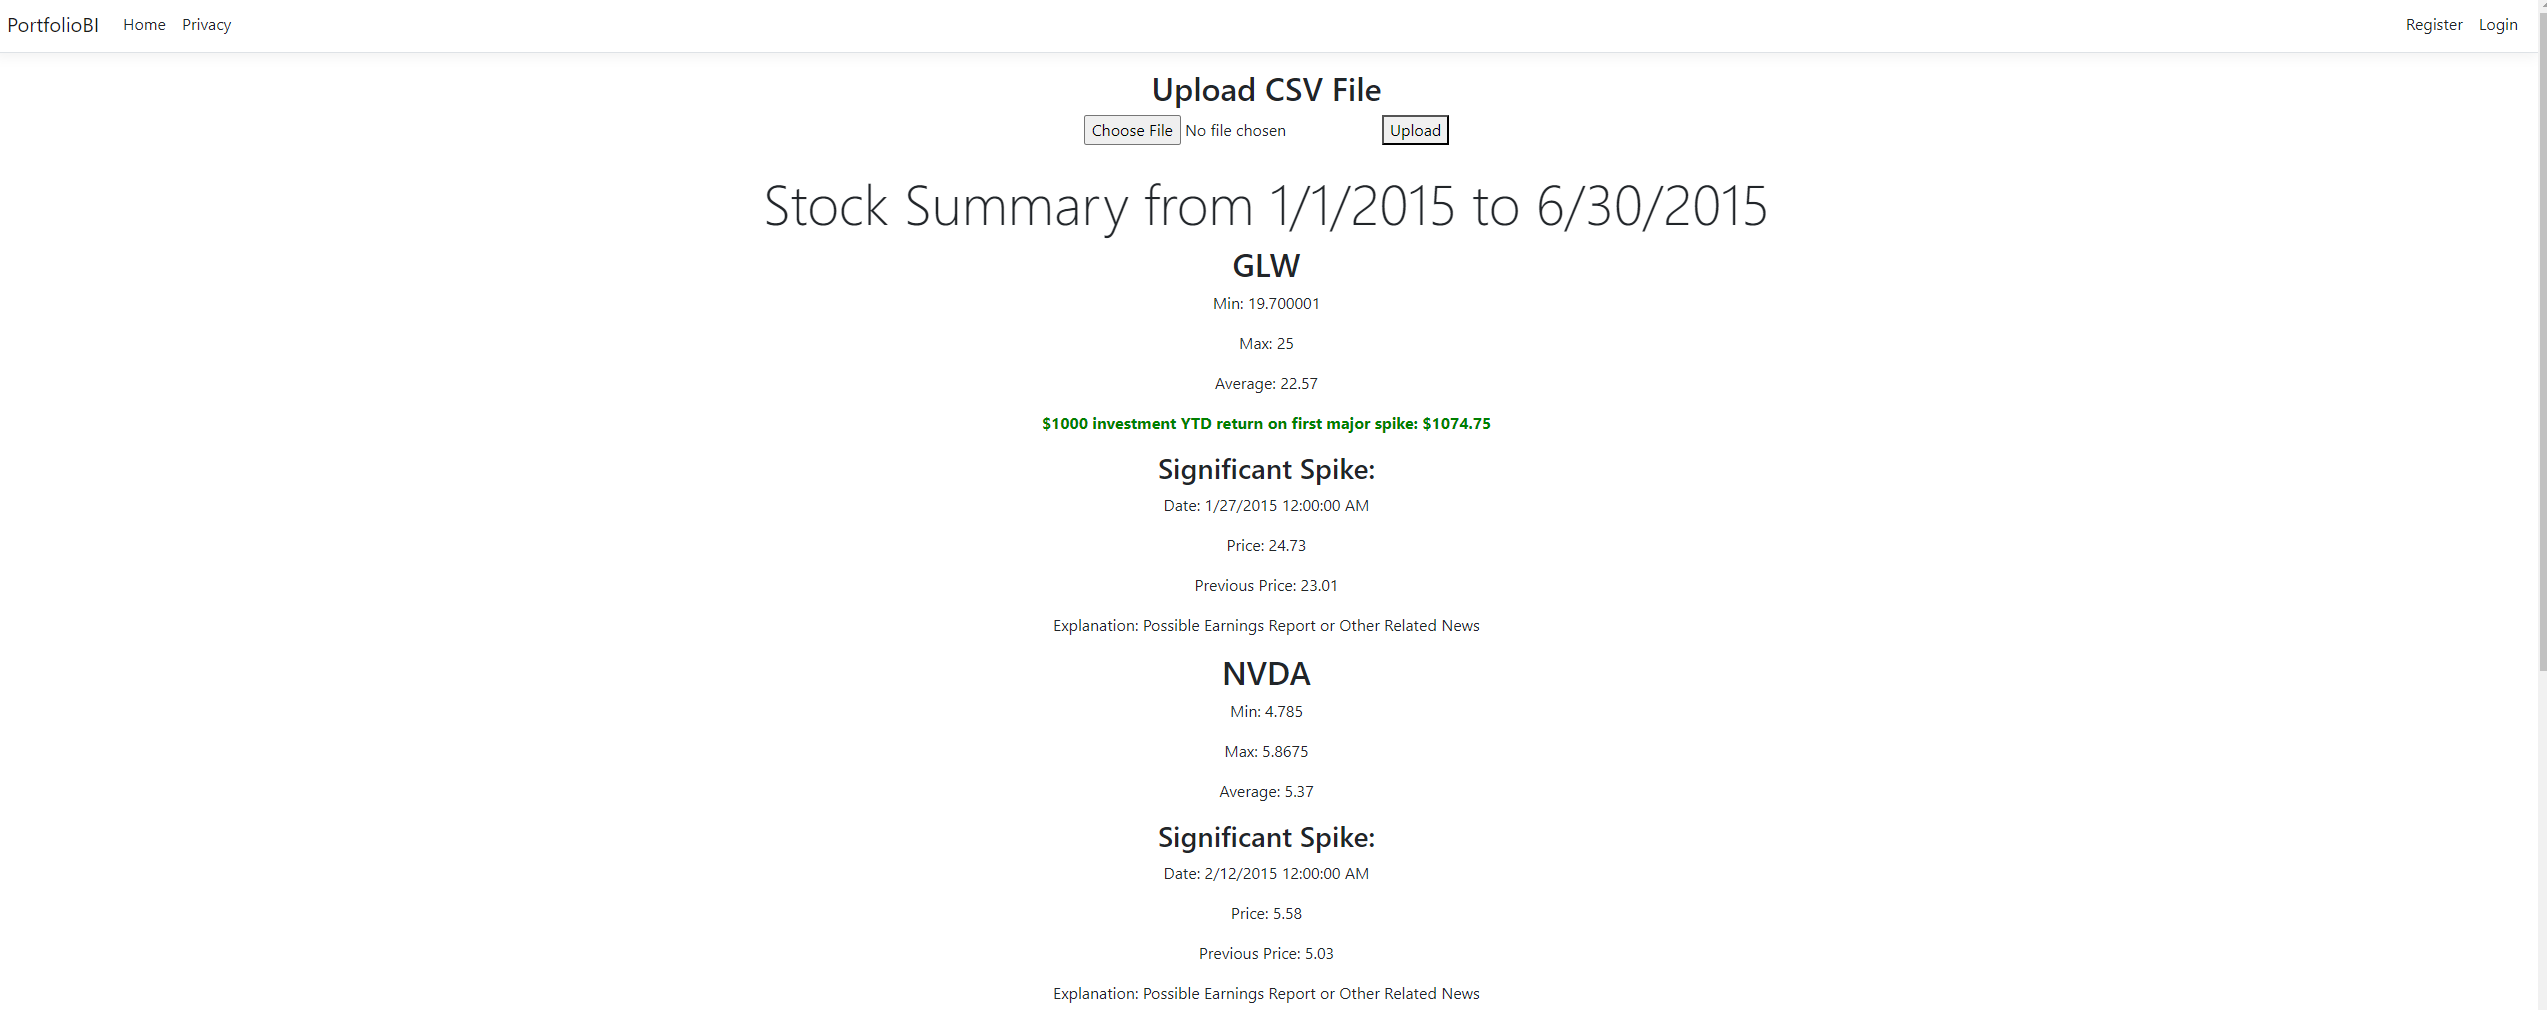 PortfolioBI Home Privacy Register Login
Upload CSV File
Choose File No file chosen Upload
Stock Summary from 1/1/2015 to 6/30/2015
GLW
Min: 19.700001
Max: 25
Average: 22.57
$1000 investment YTD return on first major spike: $1074.75
Significant Spike:
Date: 1/27/2015 12:00:00 AM
Price: 24.73
Previous Price: 23.01
Explanation: Possible Earnings Report or Other Related News
NVDA
Min: 4.785
Max: 5.8675
Average: 5.37
Significant Spike:
Date: 2/12/2015 12:00:00 AM
Price: 5.58
Previous Price: 5.03
Explanation: Possible Earnings Report or Other Related News